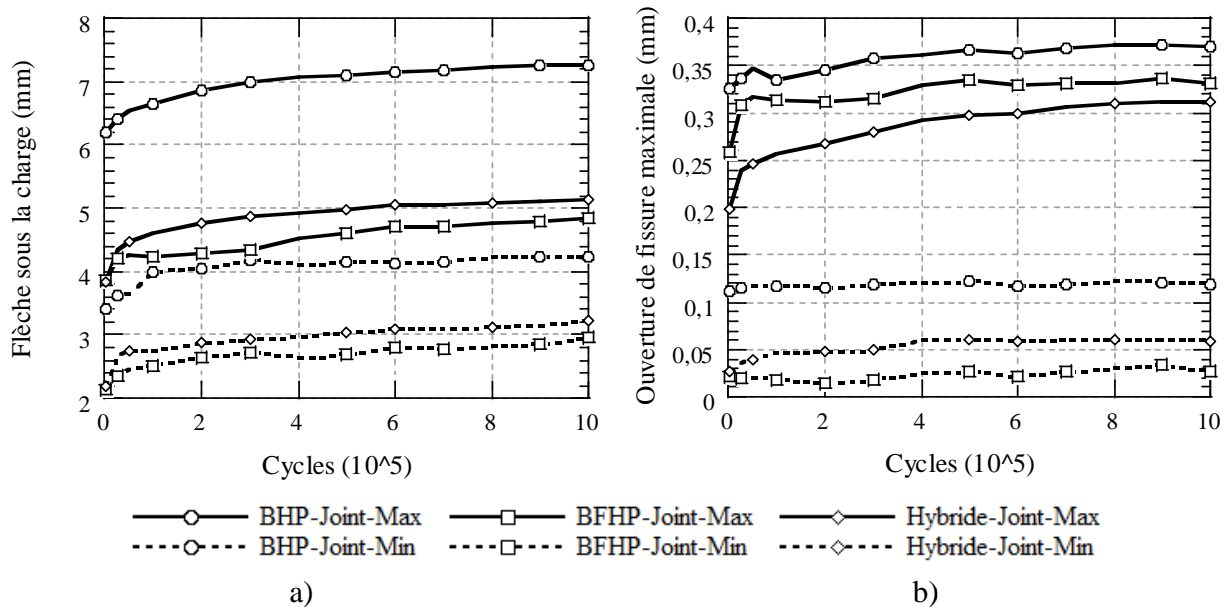 8
7
6
5
4
3
2
0
2
4
6
8
10
Flèche sous la charge (mm)
Cycles (10^5)
0,4
0,35
0,3
0,25
0,2
0,15
0,1
0,05
0
0
2
4
6
8
10
Ouverture de fissure maximale (mm)
Cycles (10^5)
BHP-Joint-Max
BFHP-Joint-Max
Hybride-Joint-Max
BHP-Joint-Min
BFHP-Joint-Min
Hybride-Joint-Min
a)
b)